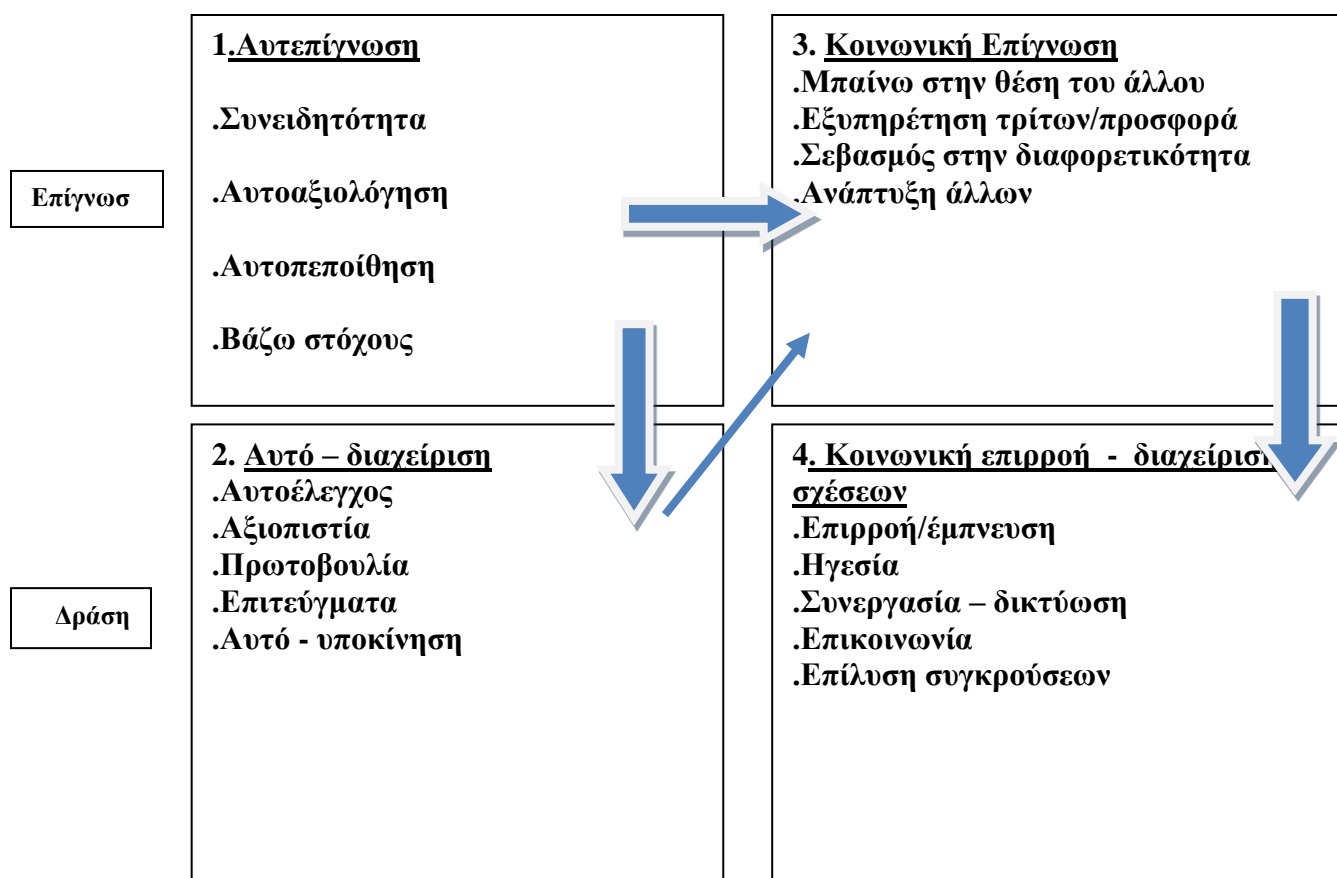 1.Αυτεπίγνωση
.Συνειδητότητα
.Αυτοαξιολόγηση
.Αυτοπεποίθηση
.Βάζω στόχους
3. Κοινωνική Επίγνωση
.Μπαίνω στην θέση του άλλου
.Εξυπηρέτηση τρίτων/προσφορά
.Σεβασμός στην διαφορετικότητα
.Ανάπτυξη άλλων
Επίγνωσ
2. Αυτό – διαχείριση
.Αυτοέλεγχος
.Αξιοπιστία
.Πρωτοβουλία
.Επιτεύγματα
.Αυτό - υποκίνηση
4. Κοινωνική επιρροή - διαχείριση
σχέσεων
.Επιρροή/έμπνευση
.Ηγεσία
.Συνεργασία – δικτύωση
.Επικοινωνία
.Επίλυση συγκρούσεων
Δράση